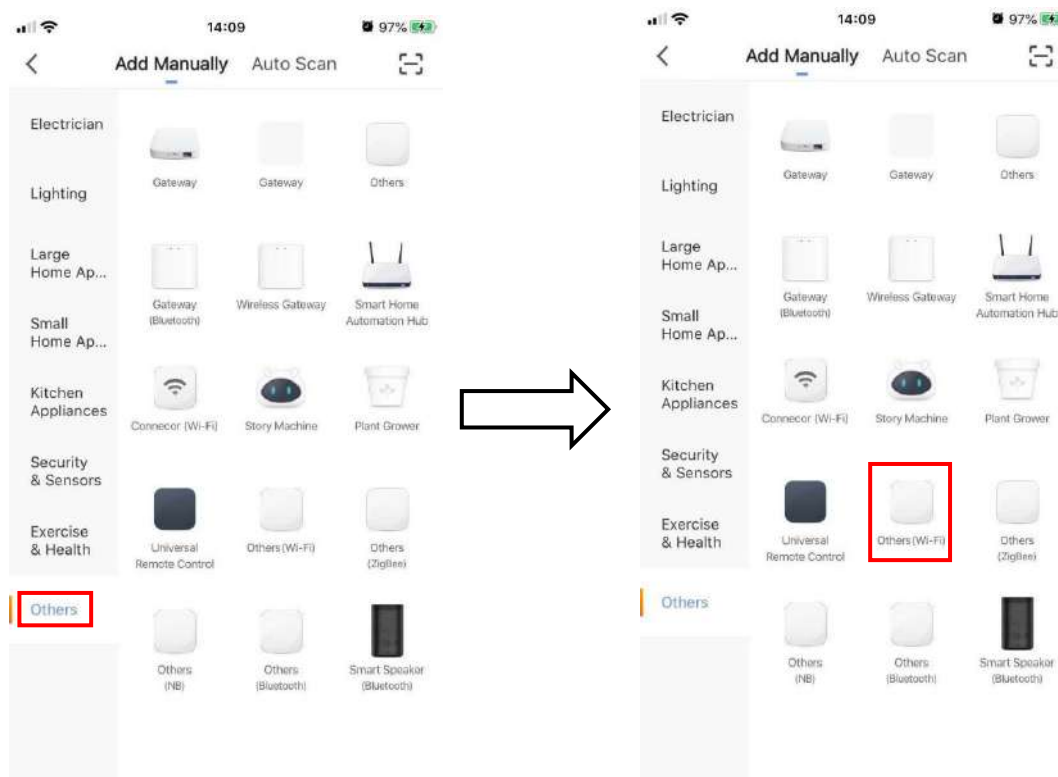 14:09
97%
Add Manually Auto Scan
Electrician
Gateway
Gateway
Others
Lighting
Large
Home Ap...
Gateway
(Bluetooth)
Wireless Gateway
Smart Home
Automation Hub
Small
Home Ap...
Kitchen
Appliances
Connecor (Wi-Fi)
Story Machine
Plant Grower
Security
& Sensors
Exercise
& Health
Universal
Remote Control
Others(Wi-Fi)
Others
(ZigBee)
Others
Others
(NB)
Others
(Bluetooth)
Smart Speaker
(Bluetooth)
14:09
97%
Add Manually Auto Scan
Electrician
Gateway
Gateway
Others
Lighting
Large
Home Ap...
Gateway
(Bluetooth)
Wireless Gateway
Smart Home
Automation Hub
Small
Home Ap...
Kitchen
Appliances
Connecor (Wi-Fi)
Story Machine
Plant Grower
Security
& Sensors
Exercise
& Health
Universal
Remote Control
Others(Wi-Fi)
Others
(ZigBee)
Others
Others
(NB)
Others
(Bluetooth)
Smart Speaker
(Bluetooth)